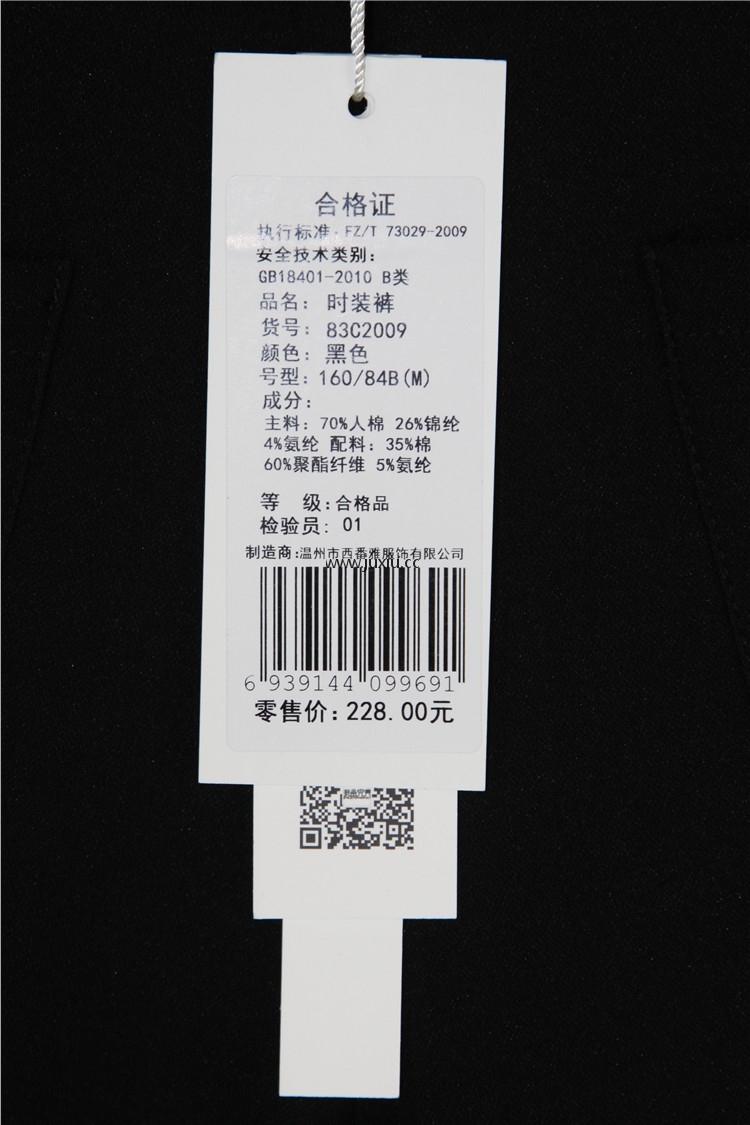 合格证
执行标准:FZ/T 73029-2009
安全技术类别:
GB18401-2010 B类
品名: 时装裤
货号: 83C2009
颜色: 黑色
号型: 160/84B(M)
成分:
主料: 70%人棉 26%锦纶
4%氨纶 配料: 35%棉
60%聚酯纤维 5%氨纶
等 级:合格品
检验员: 01
制造商:温州市西番雅服饰有限公司
www.juxiu.cc
6 939144 099691
零售价:228.00元